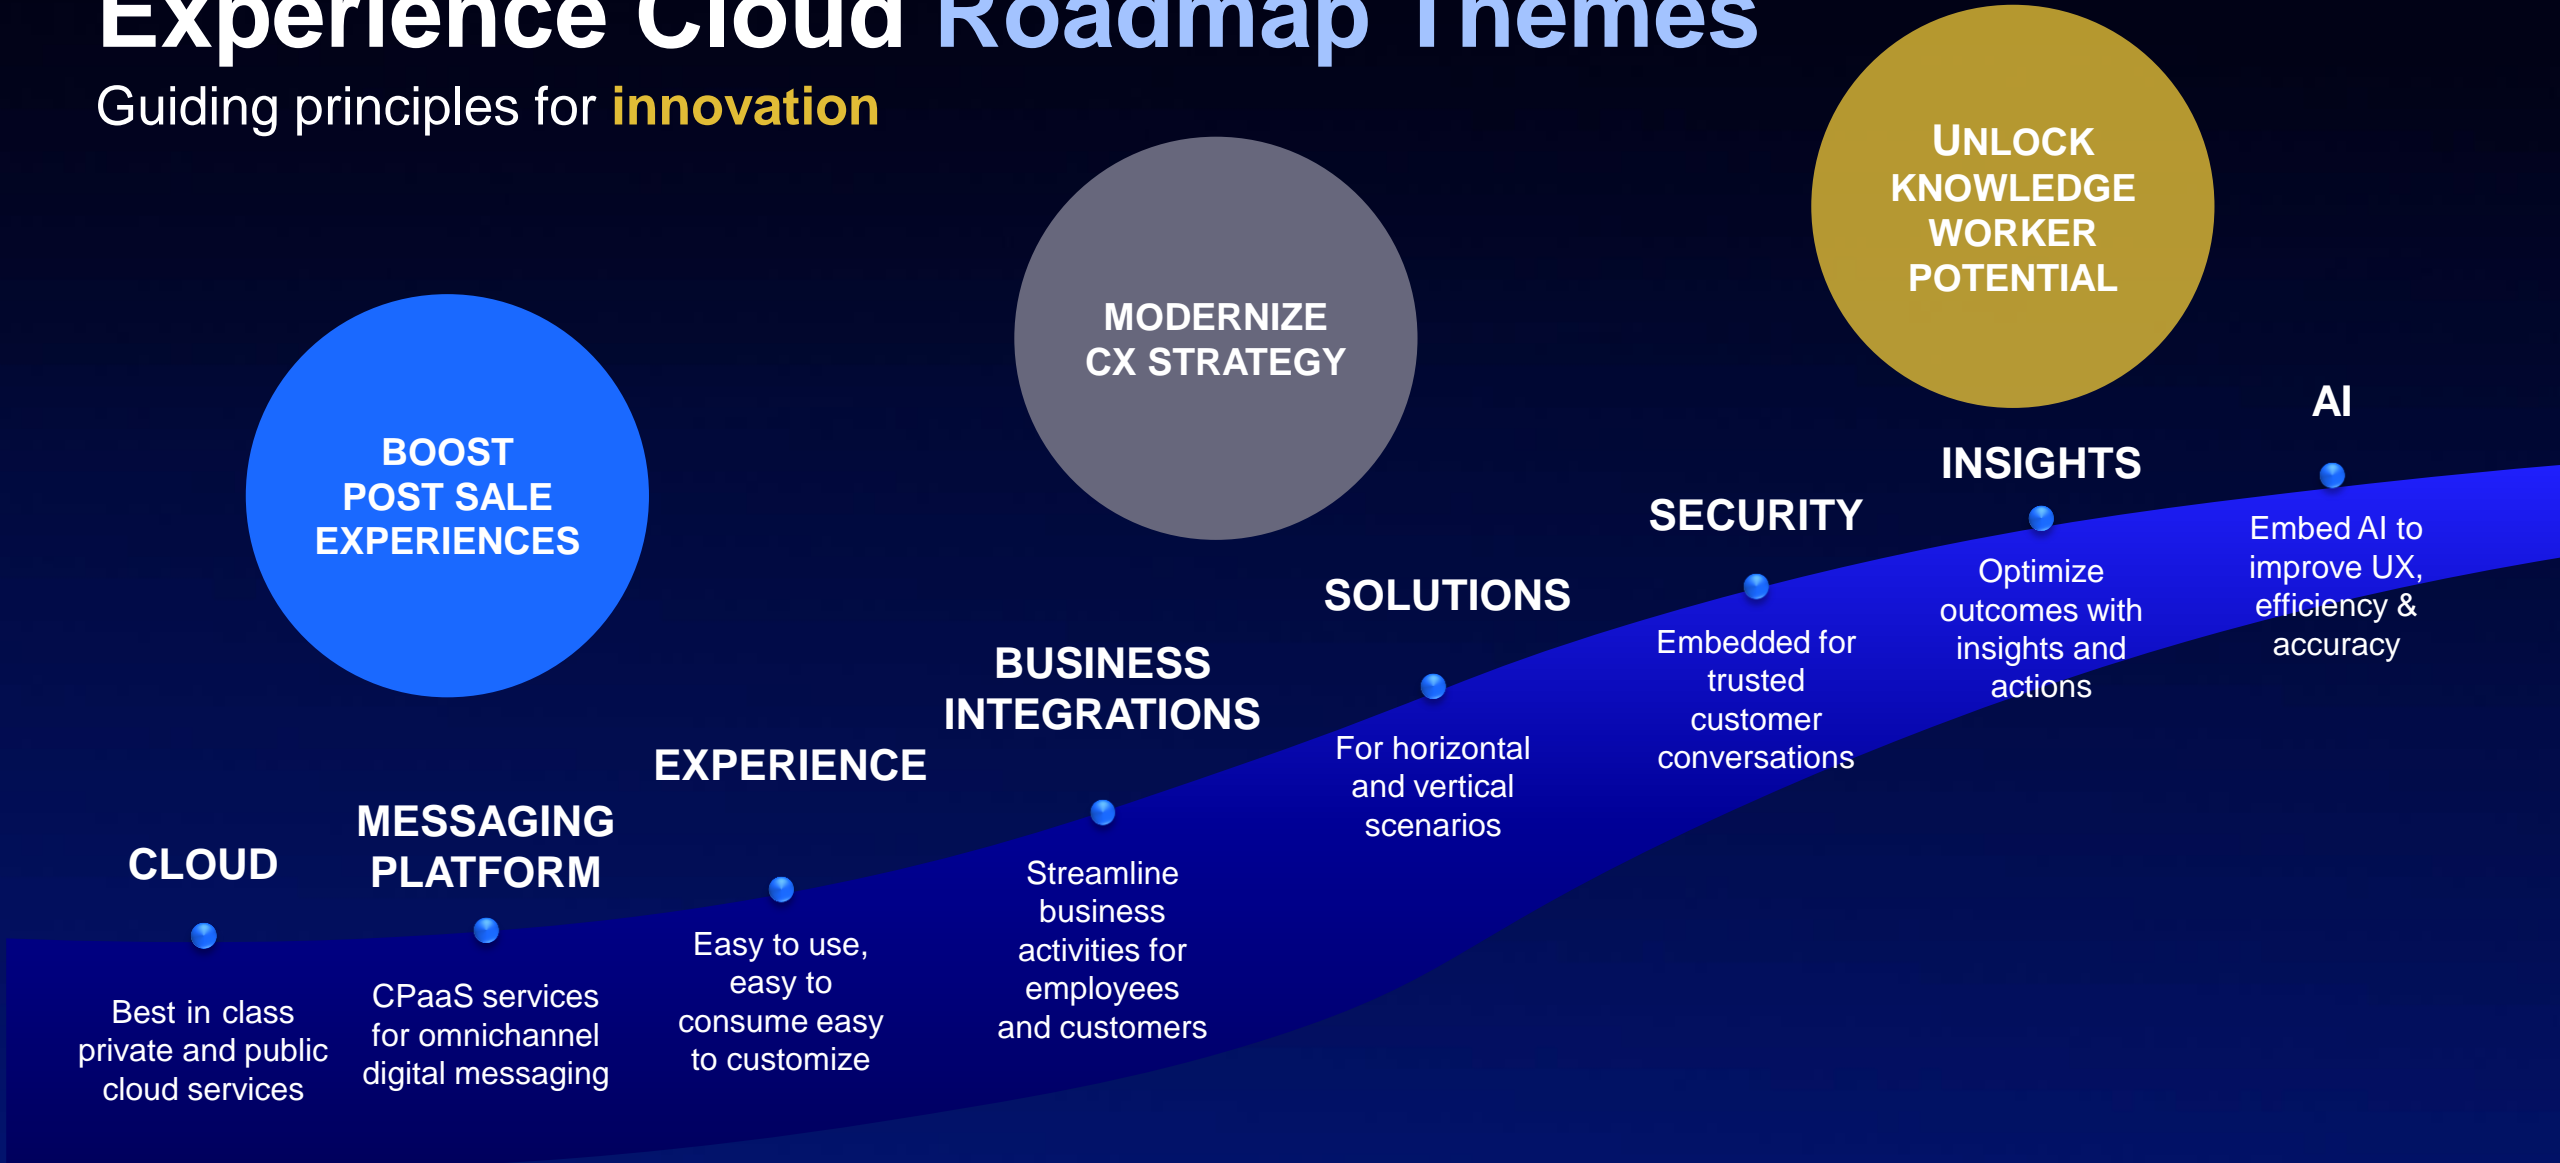 Experience Cloud Roadmap Themes
Guiding principles for innovation
BOOST
POST SALE
EXPERIENCES
MODERNIZE
CX STRATEGY
UNLOCK
KNOWLEDGE
WORKER
POTENTIAL
CLOUD
Best in class
private and public
cloud services
MESSAGING
PLATFORM
CPaaS services
for omnichannel
digital messaging
EXPERIENCE
Easy to use,
easy to
consume easy
to customize
BUSINESS
INTEGRATIONS
Streamline
business
activities for
employees
and customers
SOLUTIONS
For horizontal
and vertical
scenarios
SECURITY
Embedded for
trusted
customer
conversations
INSIGHTS
Optimize
outcomes with
insights and
actions
AI
Embed AI to
improve UX,
efficiency &
accuracy